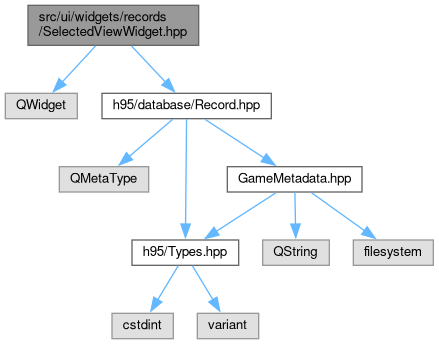 src/ui/widgets/records
/SelectedViewWidget.hpp
QWidget
h95/database/Record.hpp
QMetaType
GameMetadata.hpp
h95/Types.hpp
QString
filesystem
cstdint
variant